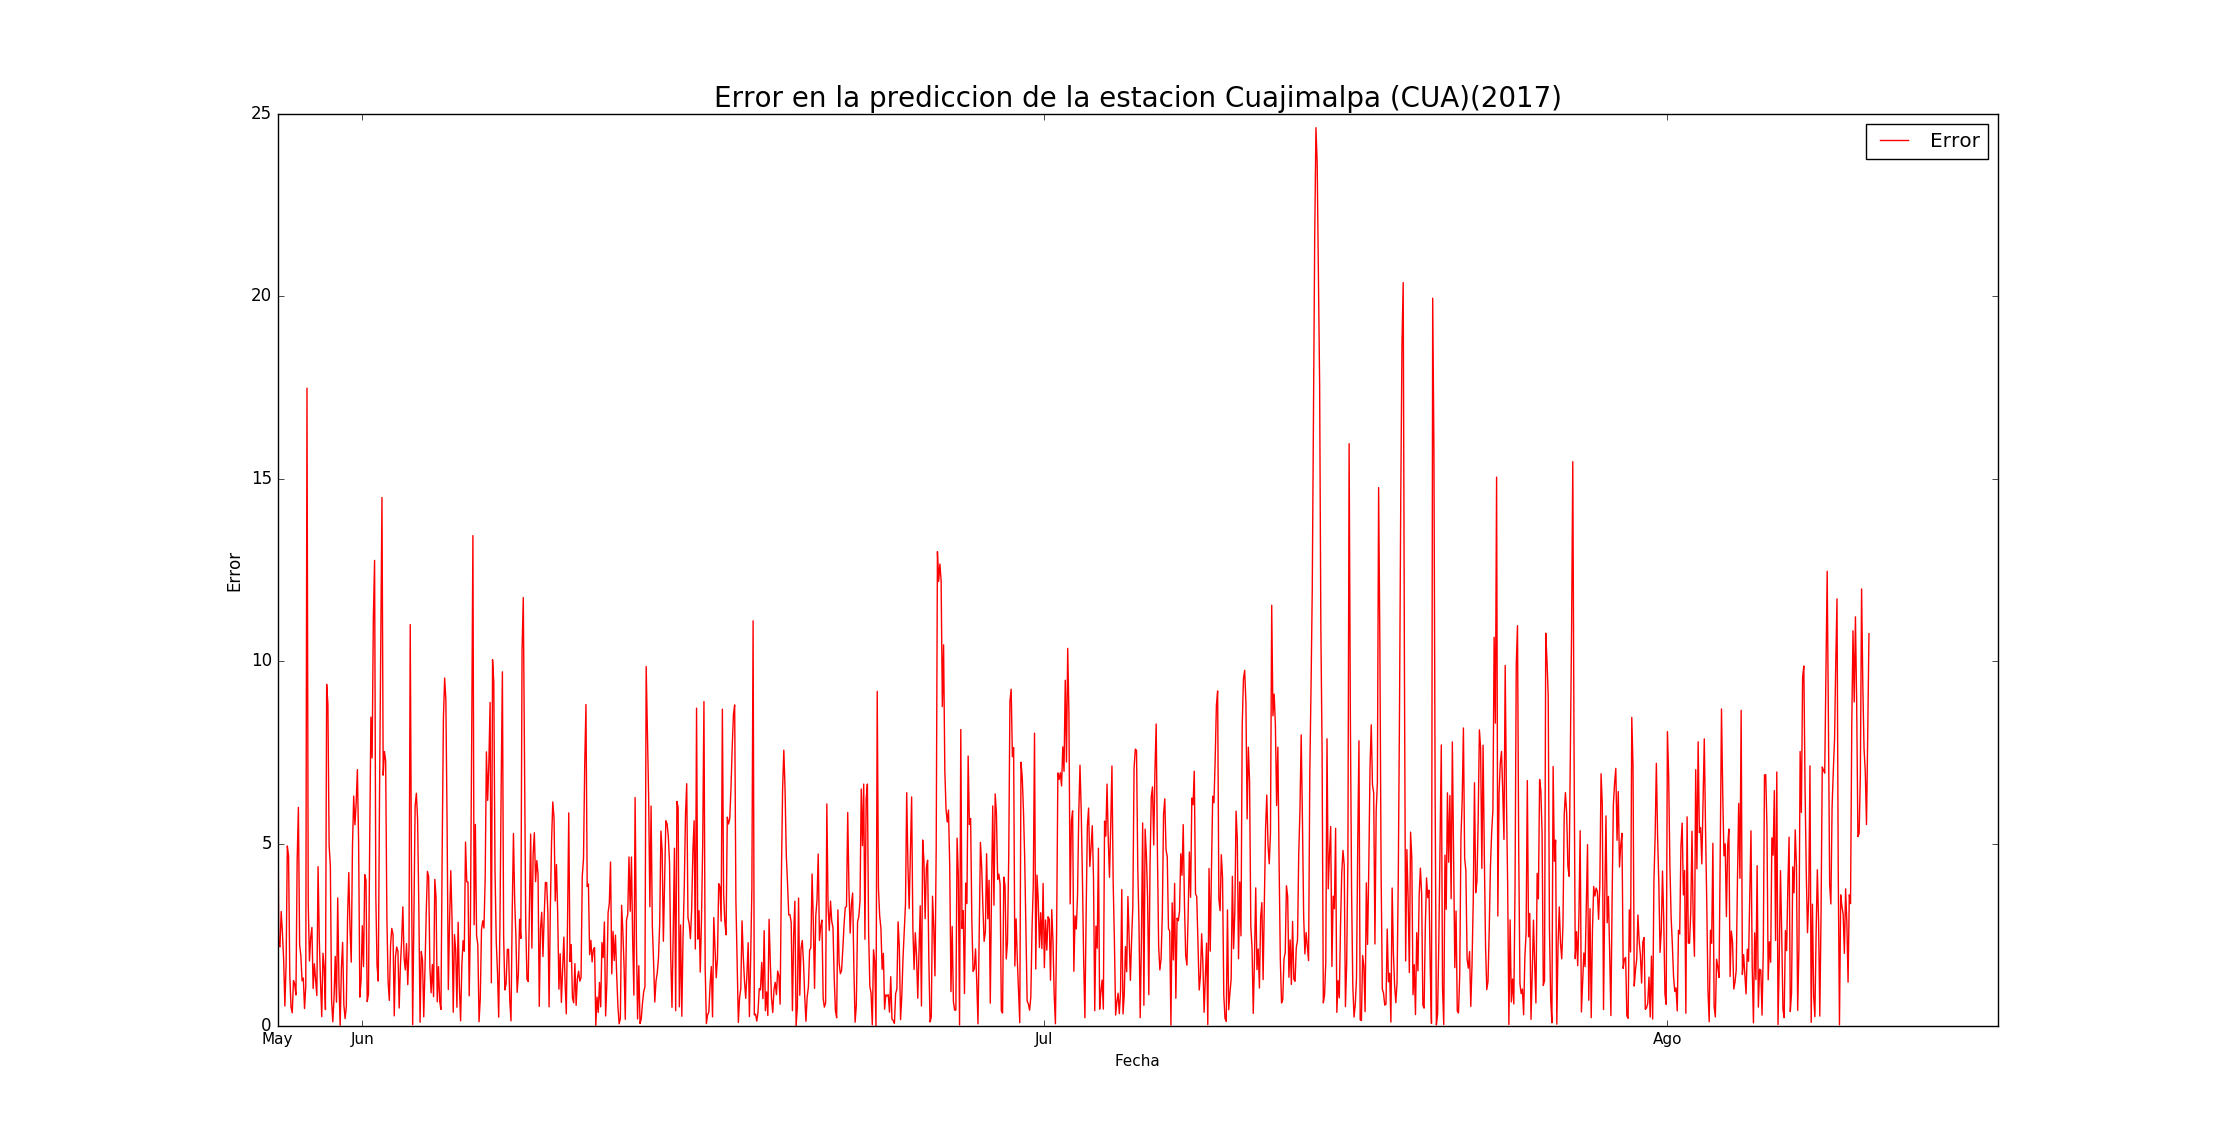 Error en la prediccion de la estacion Cuajimalpa (CUA)(2017)
25
Error
20
15
Error
10
5
0
May Jun Jul Ago
Fecha